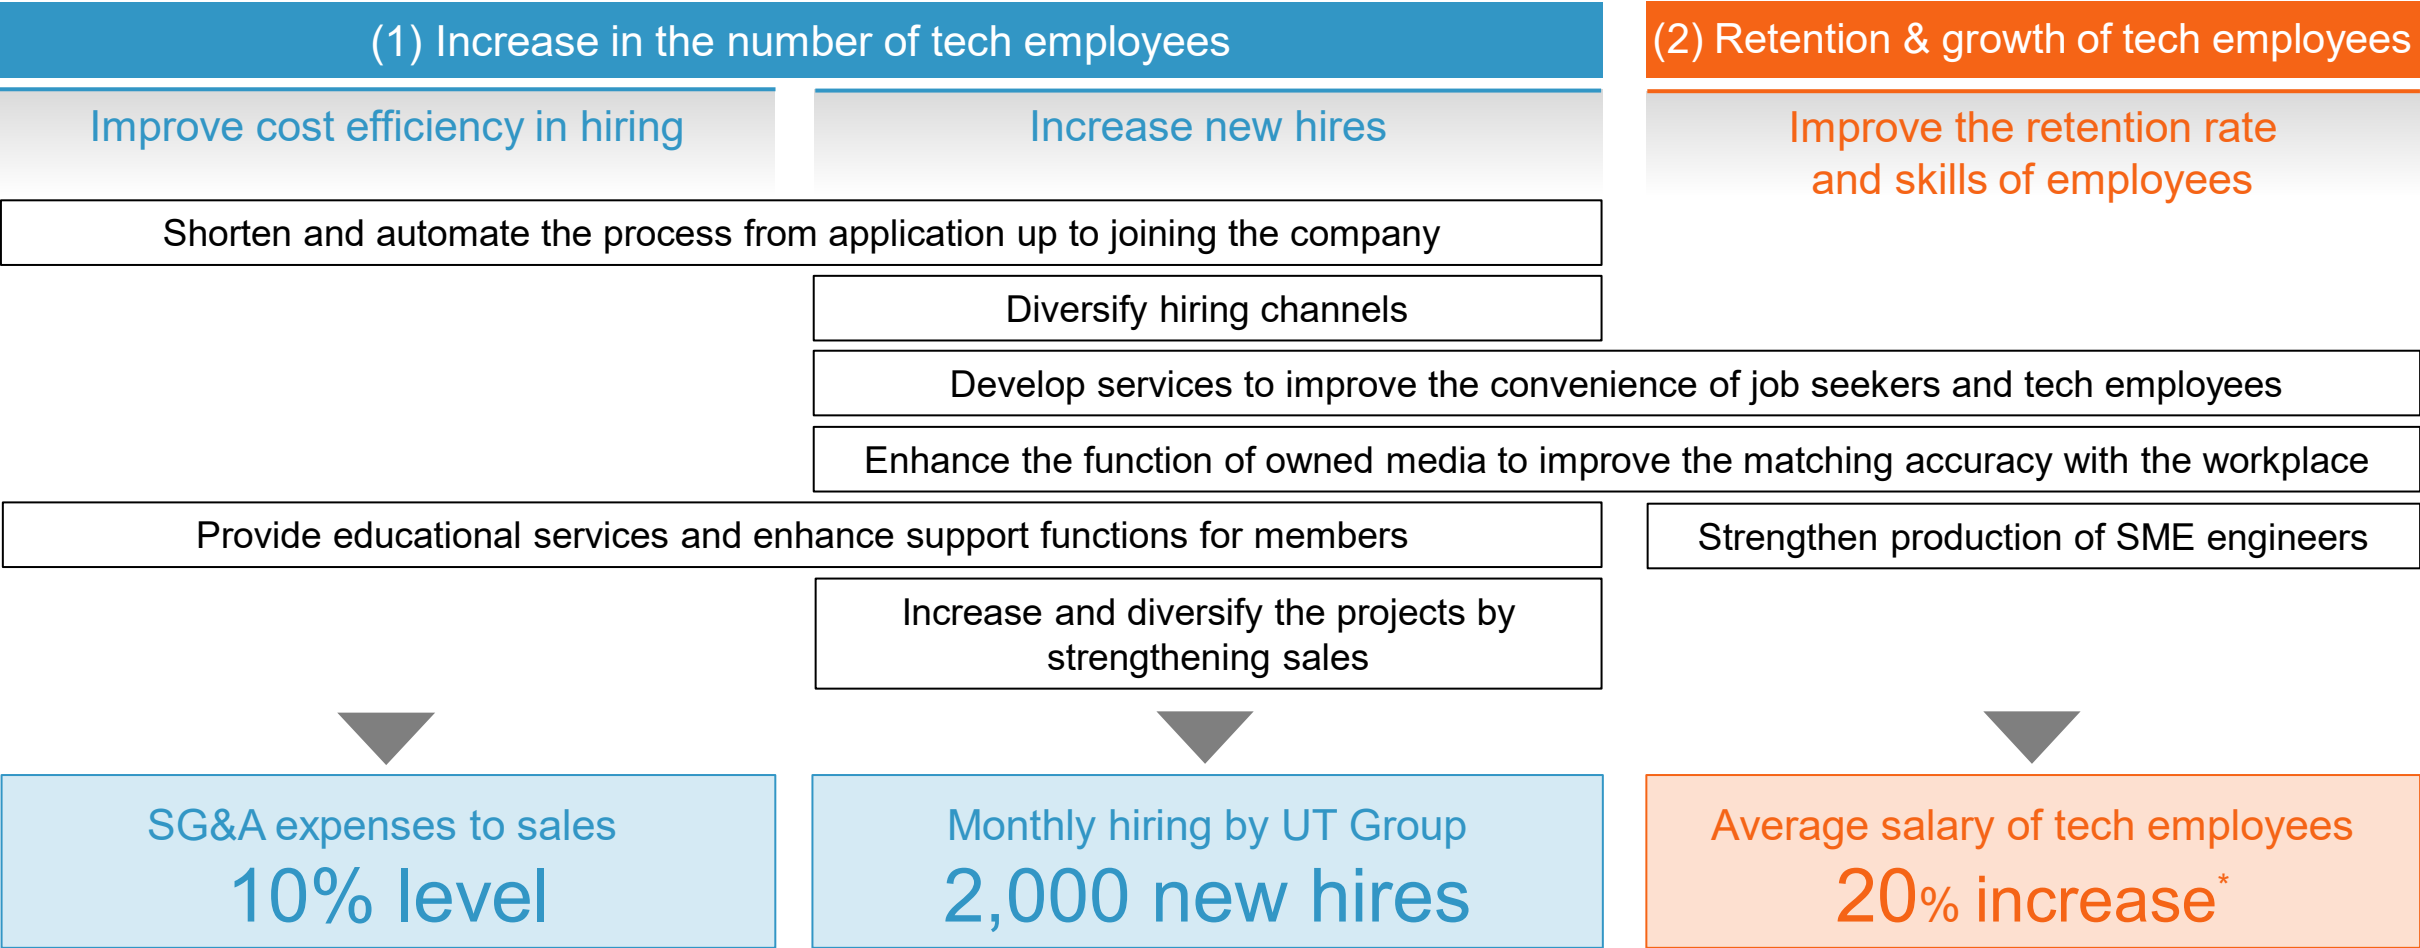 (1) Increase in the number of tech employees
(2) Retention & growth of tech employees
Improve cost efficiency in hiring
Increase new hires
Improve the retention rate
and skills of employees
Shorten and automate the process from application up to joining the company
Diversify hiring channels
Develop services to improve the convenience of job seekers and tech employees
Enhance the function of owned media to improve the matching accuracy with the workplace
Provide educational services and enhance support functions for members
Strengthen production of SME engineers
Increase and diversify the projects by
strengthening sales
SG&A expenses to sales
10% level
Monthly hiring by UT Group
2,000 new hires
Average salary of tech employees
20% increase*